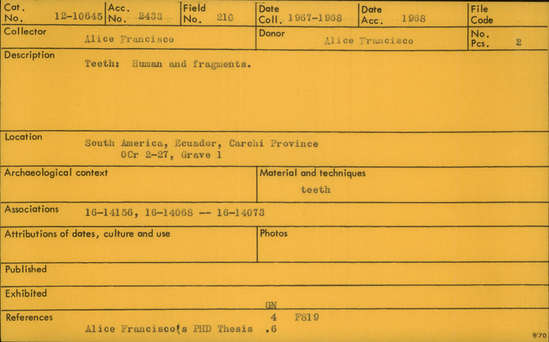 Cat. No. 12-10645 Acc. No. 2433 Field No. 216 Date Coll. 1967-1968 Date Acc. 1968 File Code
Collector Alice Francisco Donor Alice Francisco No. Pcs. 2
Description Teeth: Human and fragments.
Location South America, Ecuador, Carchi Province
OCr 2-27, Grave 1
Archaeological context Material and techniques
teeth
Associations 16-14156, 16-14068 -- 16-14073
Attributions of dates, culture and use Photos
Published
Exhibited
GN
References 4 F819
Alice Francisco's PHD Thesis .6
9/70